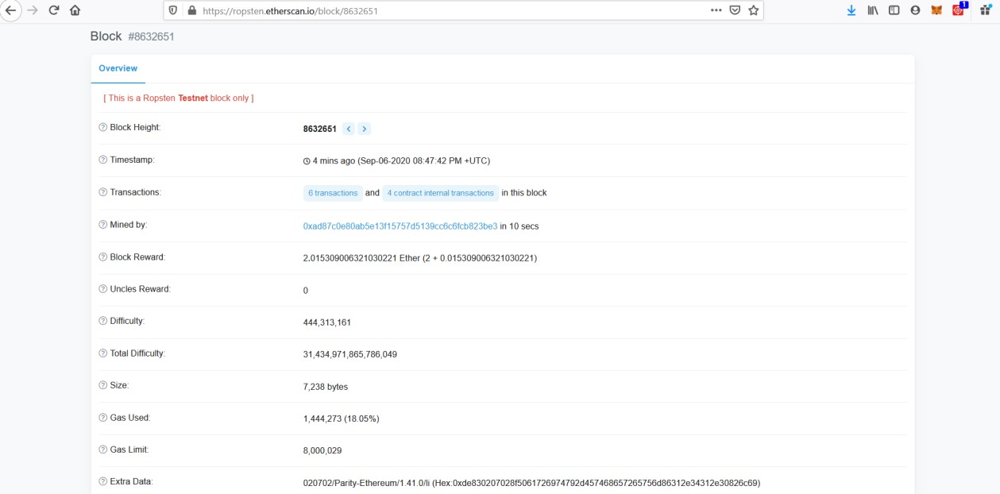 https://ropsten.etherscan.io/block/8632651
1
Block #8632651
Overview
[ This is a Ropsten Testnet block only ]
Block Height: 8632651
Timestamp: 4 mins ago (Sep-06-2020 08:47:42 PM +UTC)
Transactions: 6 transactions and 4 contract internal transactions in this block
Mined by: 0xad87c0e80ab5e13f15757d5139cc6c6fcb823be3 in 10 secs
Block Reward: 2.015309006321030221 Ether (2 + 0.015309006321030221)
Uncles Reward: 0
Difficulty: 444,313,161
Total Difficulty: 31,434,971,865,786,049
Size: 7,238 bytes
Gas Used: 1,444,273 (18.05%)
Gas Limit: 8,000,029
Extra Data: 020702/Parity-Ethereum/1.41.0/li (Hex:0xde830207028f5061726974792d457468657265756d86312e34312e30826c69)